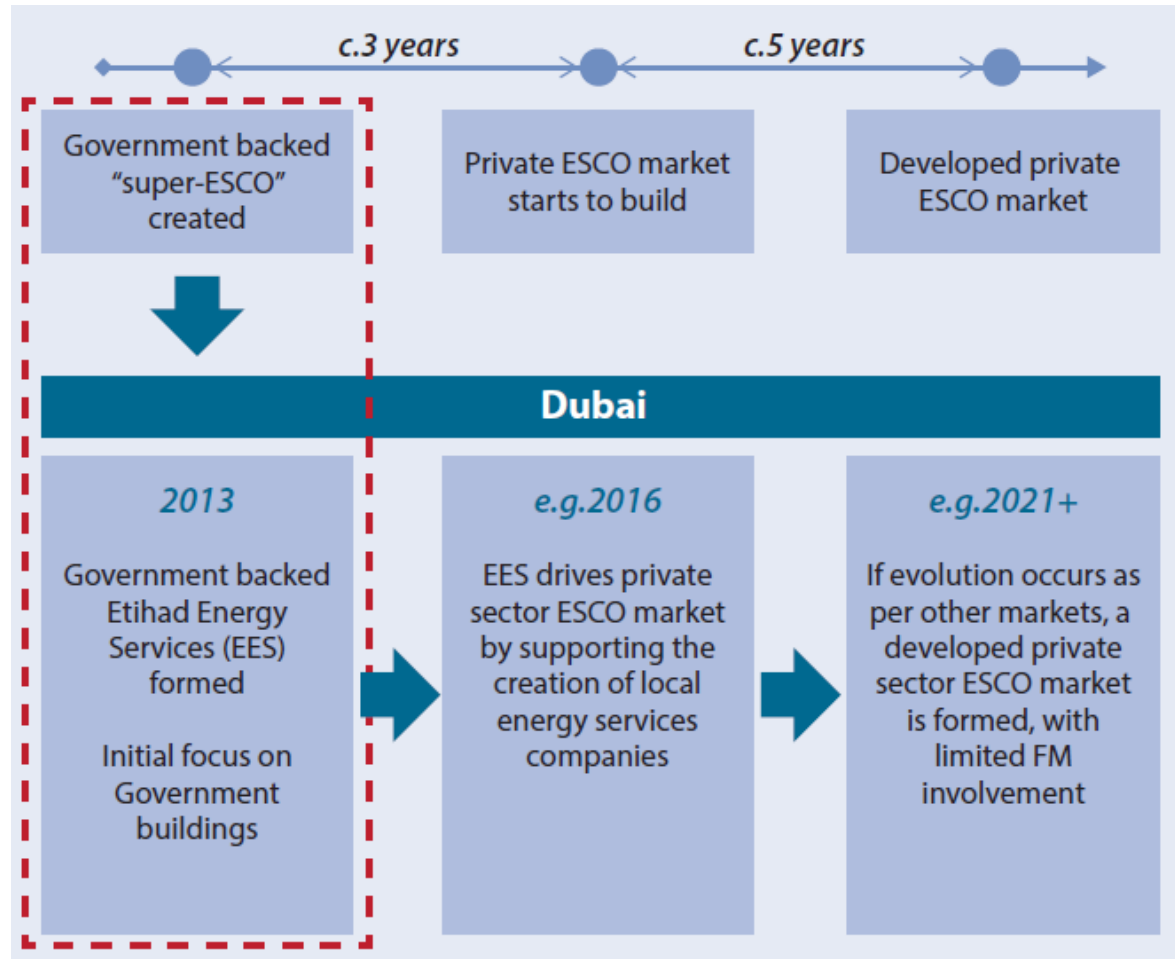 c.3 years
c.5 years
Government backed
“super-ESCO”
created
Private ESCO market
starts to build
Developed private
ESCO market
Dubai
2013
Government backed
Etihad Energy
Services (EES)
formed
Initial focus on
Government
buildings
e.g.2016
EES drives private
sector ESCO market
by supporting the
creation of local
energy services
companies
e.g.2021+
If evolution occurs as
per other markets, a
developed private
sector ESCO market
is formed, with
limited FM
involvement